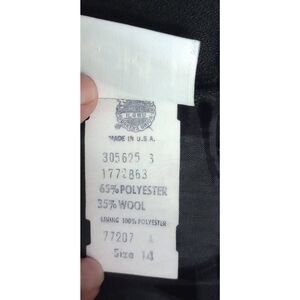 MADE IN U.S.A.
305625 3
1772863
65% POLYESTER
35% WOOL
LINING 100% POLYESTER
77207
Size 14